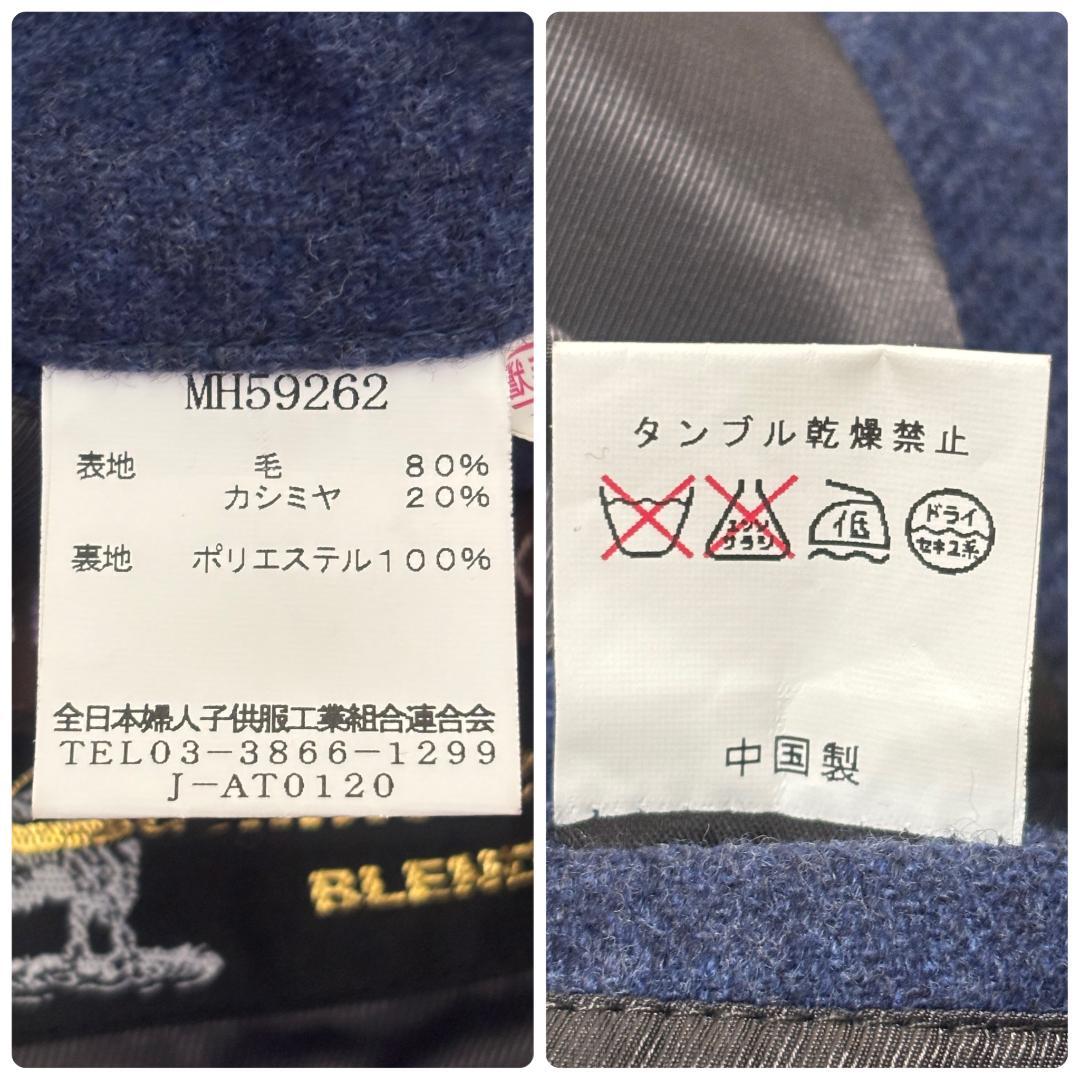 MH59262
表地 毛 80%
カシミヤ 20%
裏地 ポリエステル100%
全日本婦人子供服工業組合連合会
TEL03-3866-1299
J-AT0120
タンブル乾燥禁止
エンソ
サラシ
低
ドライ
セキユ系
中国製